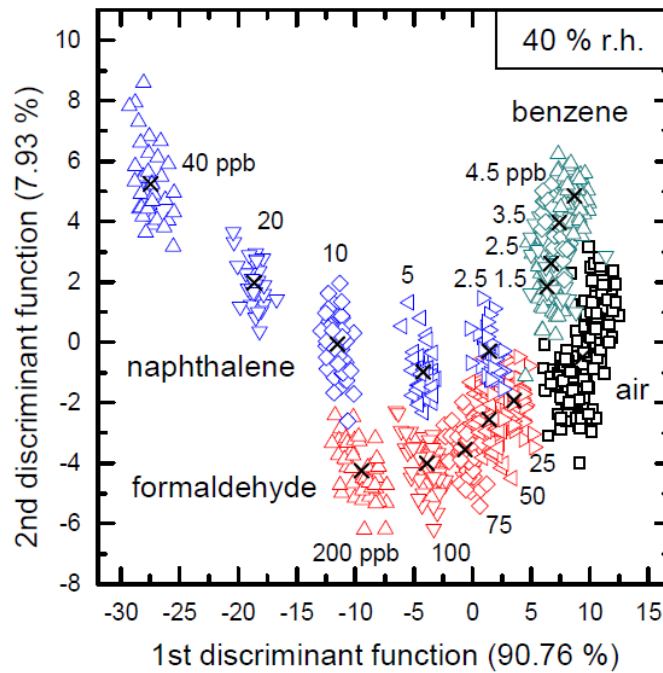 40 % r.h.
benzene
4.5 ppb
3.5
2.5
1.5
40 ppb
20
10
5
2.5
naphthalene
air
formaldehyde
25
50
75
100
200 ppb
10
8
6
4
2
0
-2
-4
-6
-8
2nd discriminant function (7.93 %)
-30 -25 -20 -15 -10 -5 0 5 10 15
1st discriminant function (90.76 %)